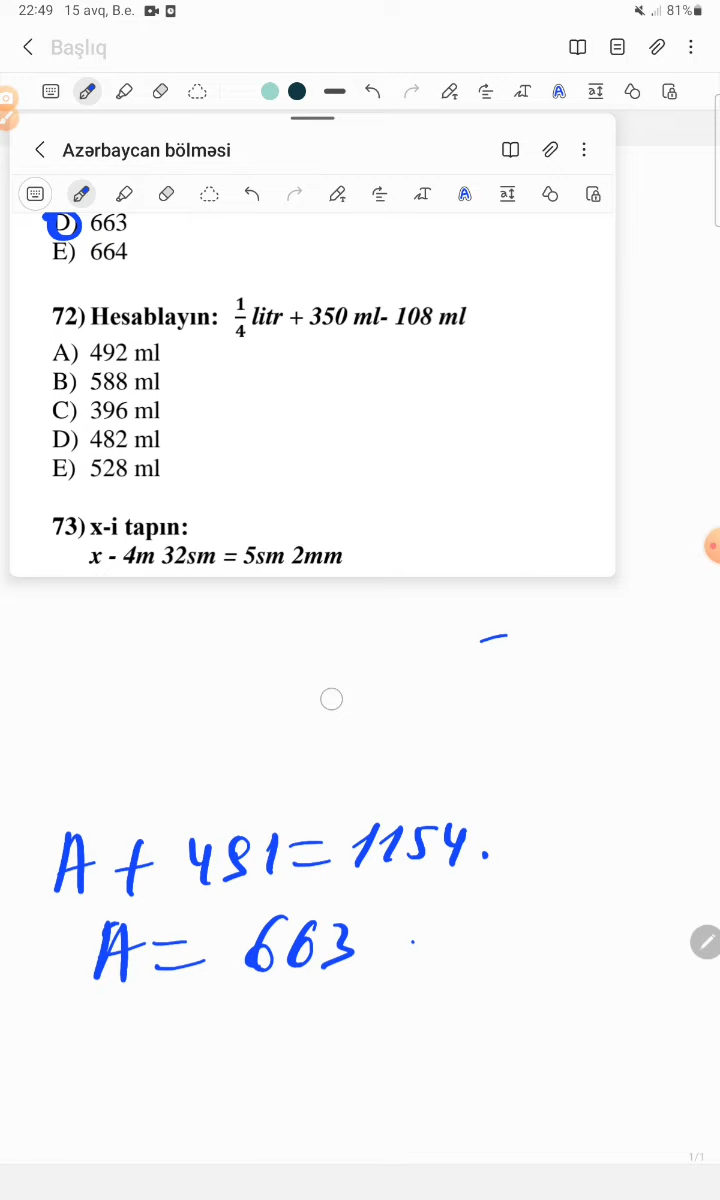 22:49 15 avq, B.e. 81%
Başlıq
Azərbaycan bölməsi
D) 663
E) 664
72) Hesablayın: 1/4 litr + 350 ml- 108 ml
A) 492 ml
B) 588 ml
C) 396 ml
D) 482 ml
E) 528 ml
73) x-i tapın:
x - 4m 32sm = 5sm 2mm
A + 491 = 1154.
A = 663
1/1